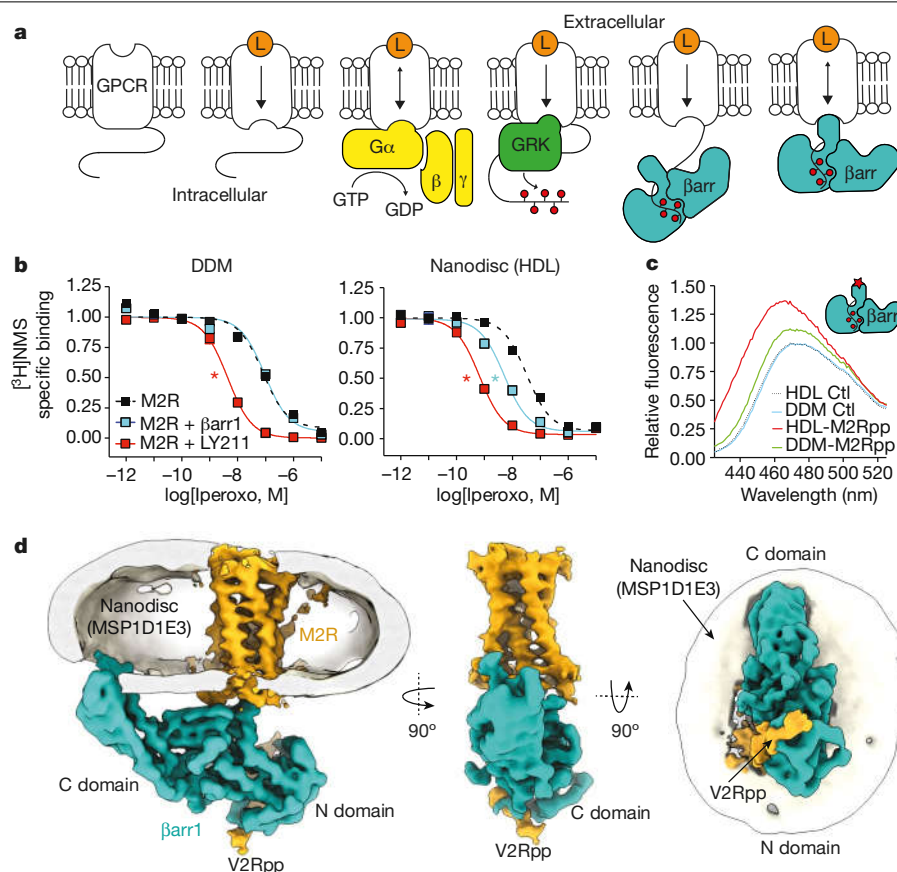 a
Extracellular
L L L L L
GPCR
Gα
β
γ
GTP
GDP
GRK
βarr
βarr
Intracellular
b
DDM
Nanodisc (HDL)
[³H]NMS
specific binding
1.25
1.00
0.75
0.50
0.25
0.00
*
M2R
M2R + βarr1
M2R + LY211
−12 −10 −8 −6
log[Iperoxo, M]
1.25
1.00
0.75
0.50
0.25
0.00
* *
−12 −10 −8 −6
log[Iperoxo, M]
c
Relative fluorescence
1.50
1.25
1.00
0.75
0.50
0.25
0.00
βarr
HDL Ctl
DDM Ctl
HDL-M2Rpp
DDM-M2Rpp
440 460 480 500 520
Wavelength (nm)
d
Nanodisc
(MSP1D1E3)
M2R
C domain
βarr1
N domain
V2Rpp
90º
C domain
V2Rpp
90º
Nanodisc
(MSP1D1E3)
C domain
V2Rpp
N domain